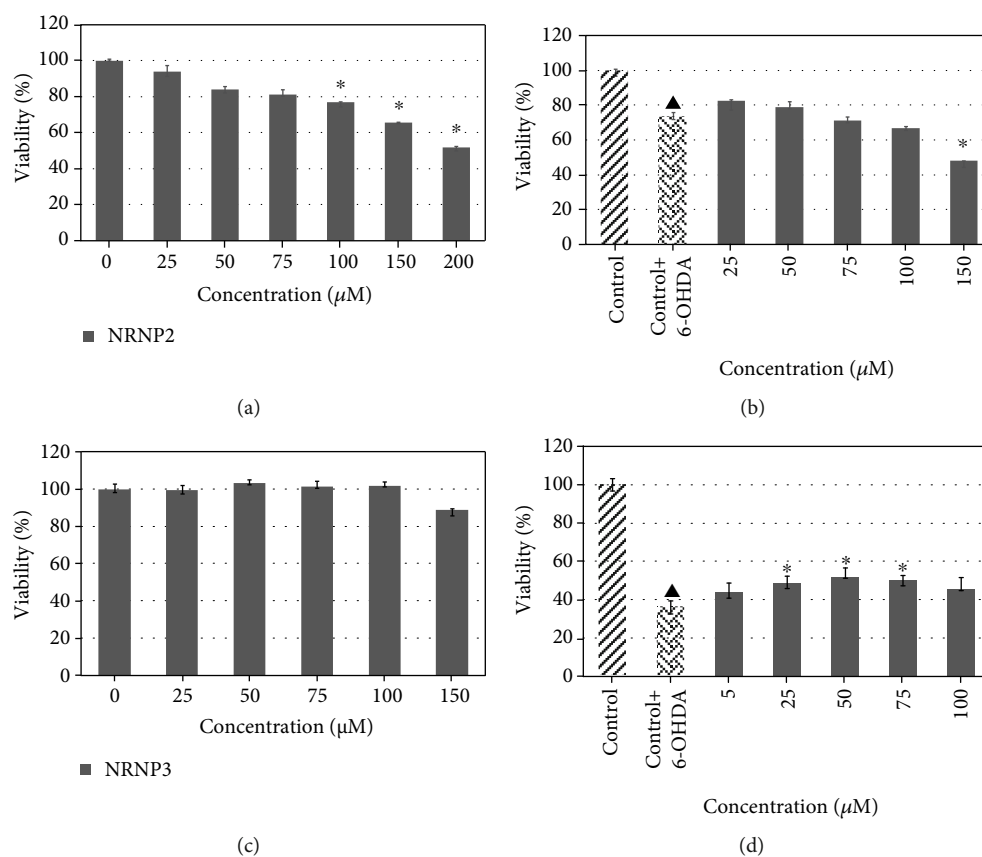 120
100
80
60
40
20
0
Viability (%)
* * *
0 25 50 75 100 150 200
Concentration (µM)
NRNP2
(a)
120
100
80
60
40
20
0
Viability (%)
▲ *
Control
Control+
6-OHDA
25 50 75 100 150
Concentration (µM)
(b)
120
100
80
60
40
20
0
Viability (%)
0 25 50 75 100 150
Concentration (µM)
NRNP3
(c)
120
100
80
60
40
20
0
Viability (%)
▲ * * *
Control
Control+
6-OHDA
5 25 50 75 100
Concentration (µM)
(d)